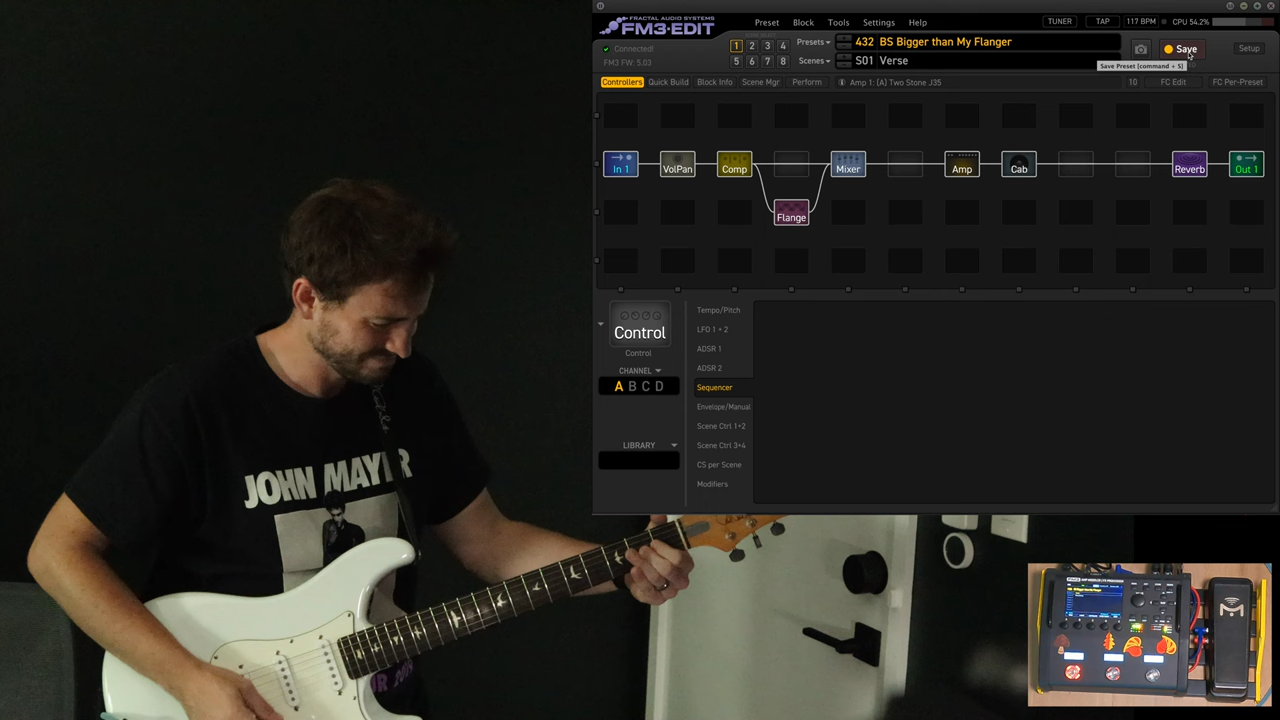 FRACTAL AUDIO SYSTEMS
FM3-EDIT
Preset Block Tools Settings Help
TUNER TAP 117 BPM CPU 54.2%
Connected!
FM3 FW: 5.03
1 2 3 4
5 6 7 8
Presets 432 BS Bigger than My Flanger
Scenes S01 Verse
Save
Setup
Save Preset [command + S]
Controllers Quick Build Block Info Scene Mgr. Perform Amp 1: (A) Two Stone J35 10 FC Edit FC Per-Preset
In 1 VolPan Comp Mixer Amp Cab Reverb Out 1
Flange
Control
Control
CHANNEL
A B C D
LIBRARY
Tempo/Pitch
LFO 1 + 2
ADSR 1
ADSR 2
Sequencer
Envelope/Manual
Scene Ctrl 1+2
Scene Ctrl 3+4
CS per Scene
Modifiers
JOHN MAYER